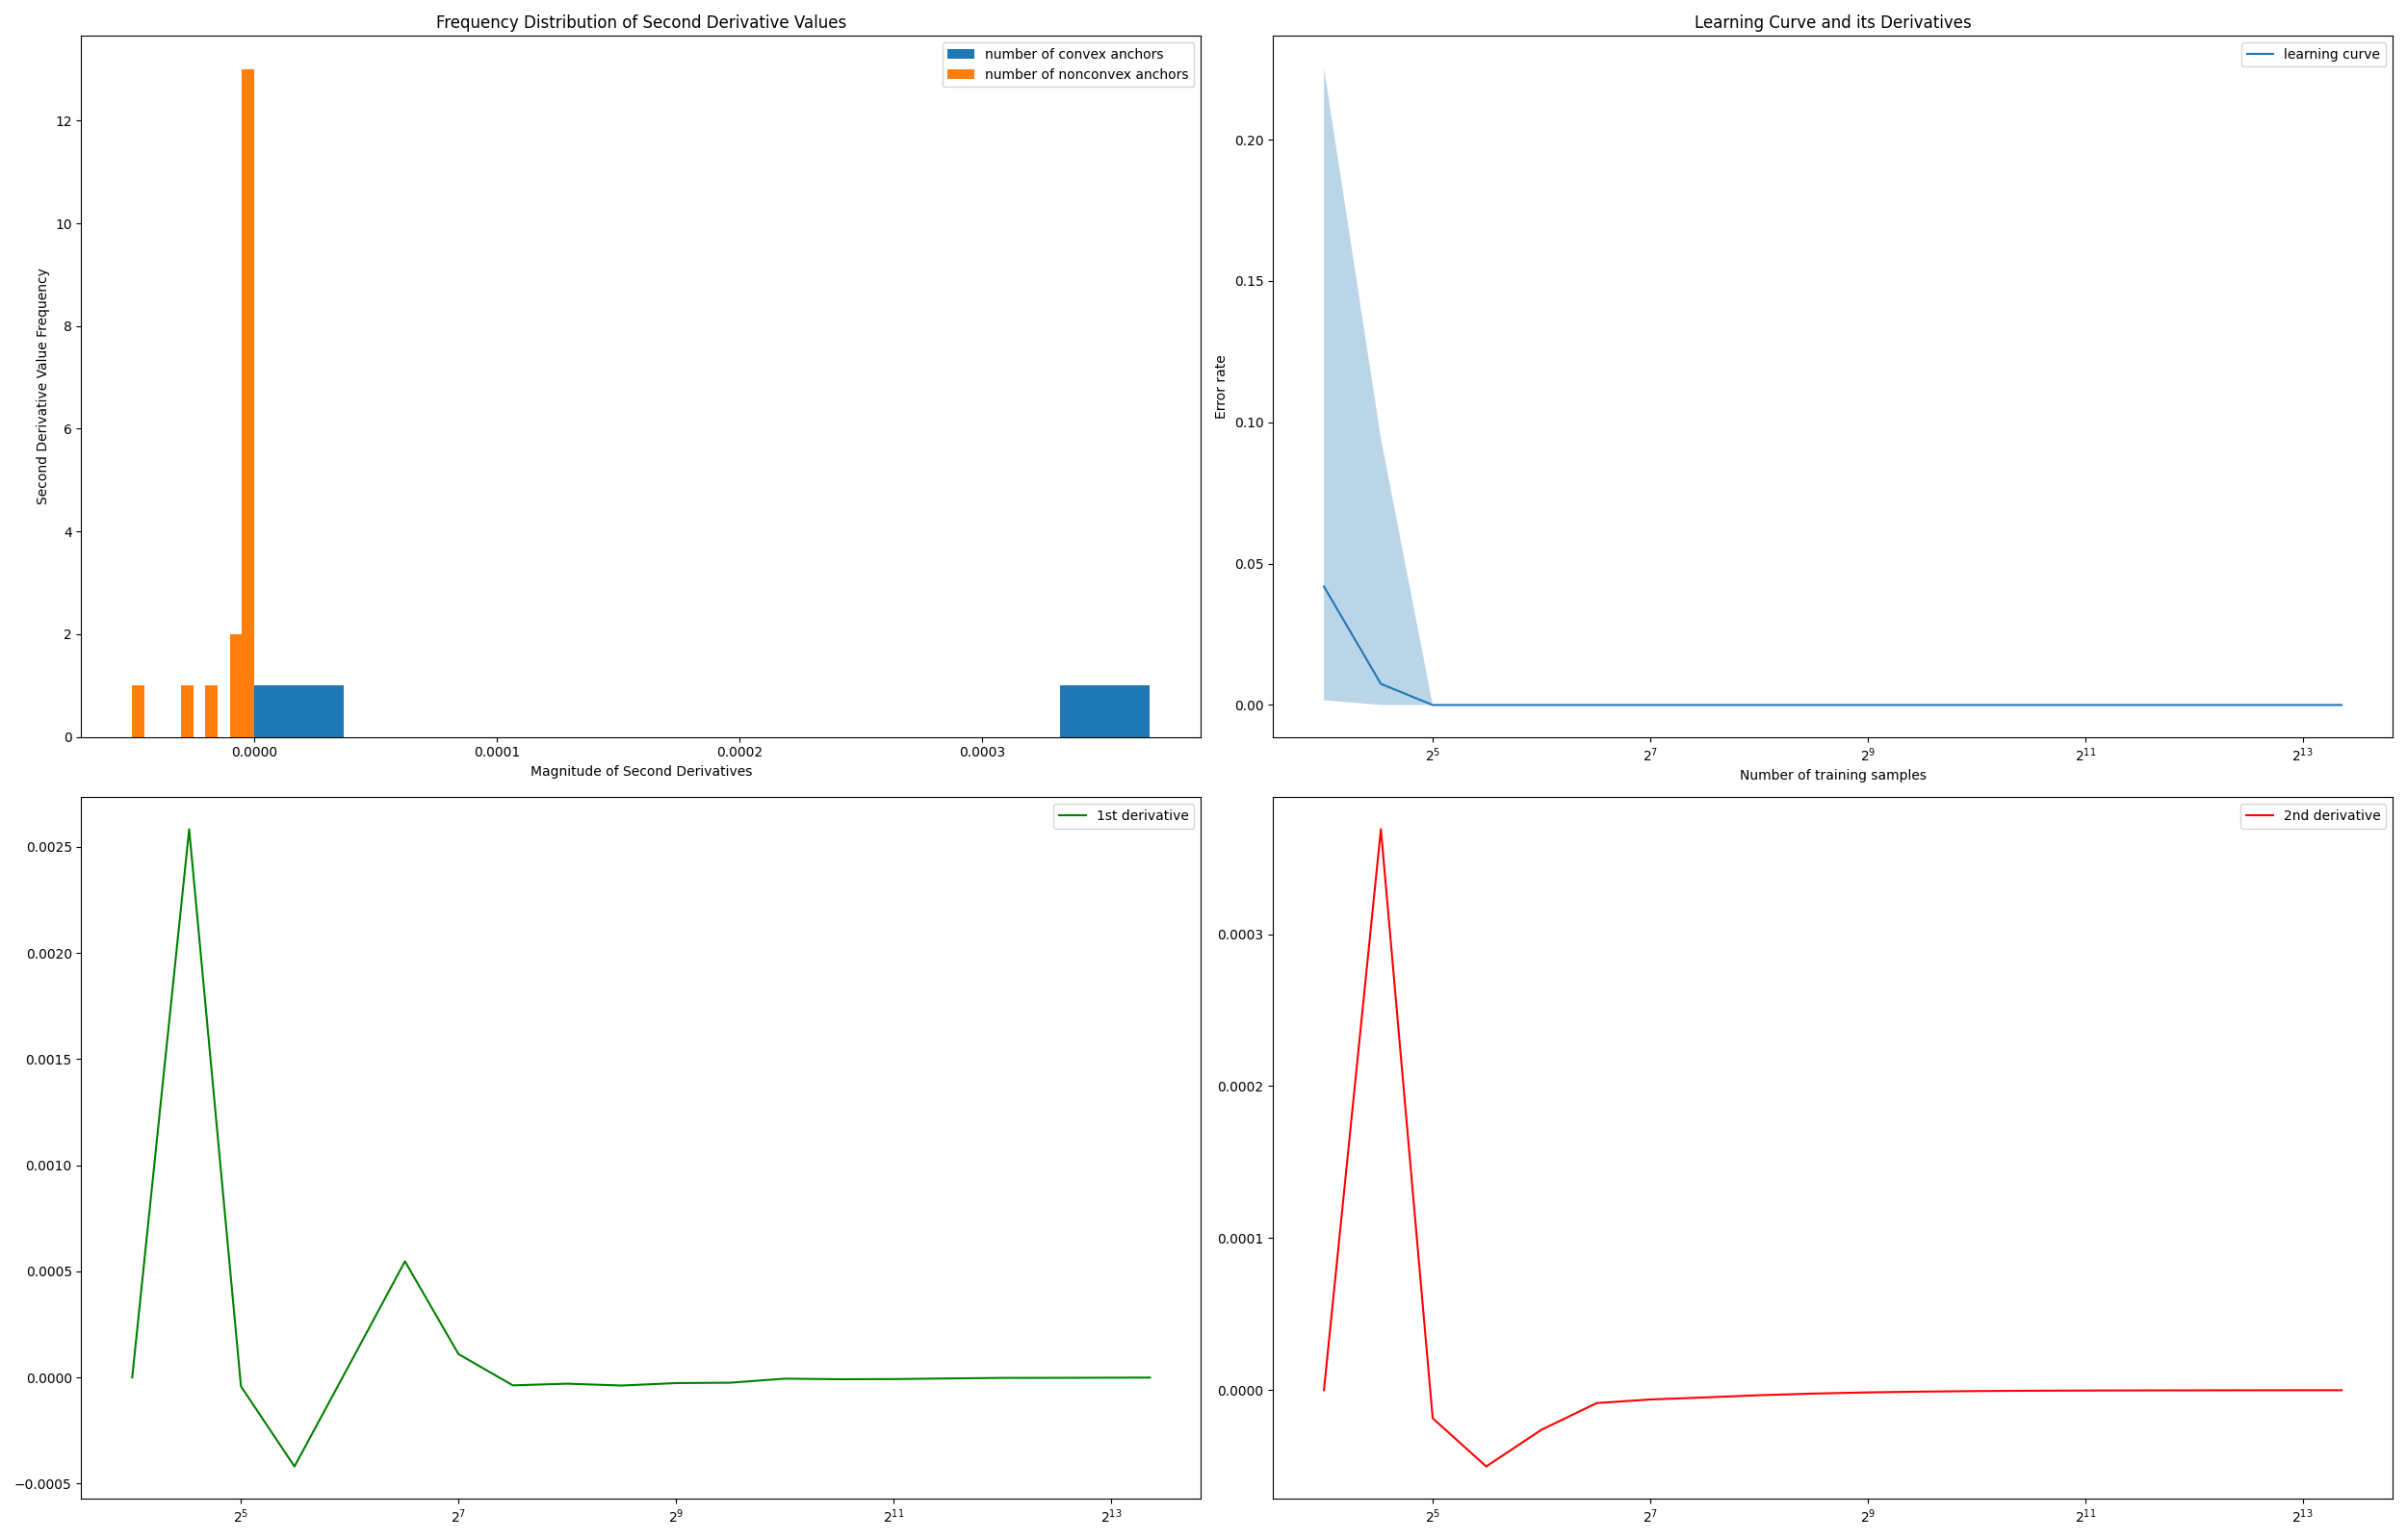 Frequency Distribution of Second Derivative Values
number of convex anchors
number of nonconvex anchors
Second Derivative Value Frequency
12
10
8
6
4
2
0
0.0000 0.0001 0.0002 0.0003
Magnitude of Second Derivatives
Learning Curve and its Derivatives
learning curve
Error rate
0.20
0.15
0.10
0.05
0.00
2^5 2^7 2^9 2^11 2^13
Number of training samples
1st derivative
0.0025
0.0020
0.0015
0.0010
0.0005
0.0000
−0.0005
2^5 2^7 2^9 2^11 2^13
2nd derivative
0.0003
0.0002
0.0001
0.0000
2^5 2^7 2^9 2^11 2^13